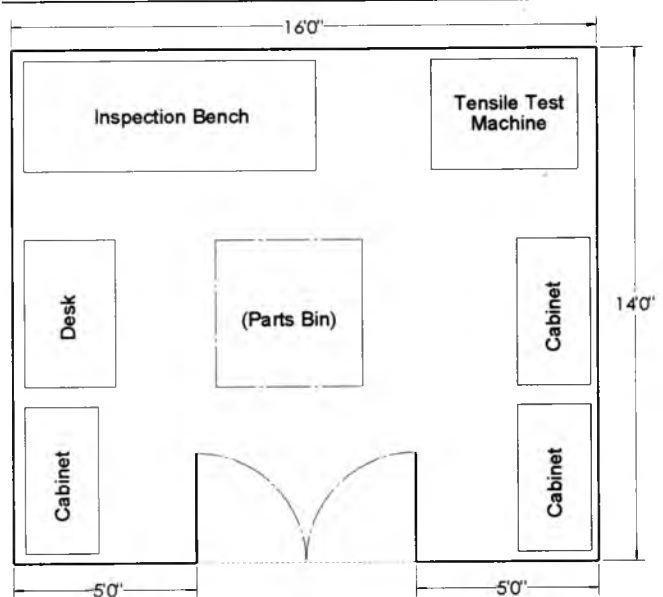 16'0"
Inspection Bench
Tensile Test
Machine
14'0"
Desk
(Parts Bin)
Cabinet
Cabinet
Cabinet
5'0"
5'0"